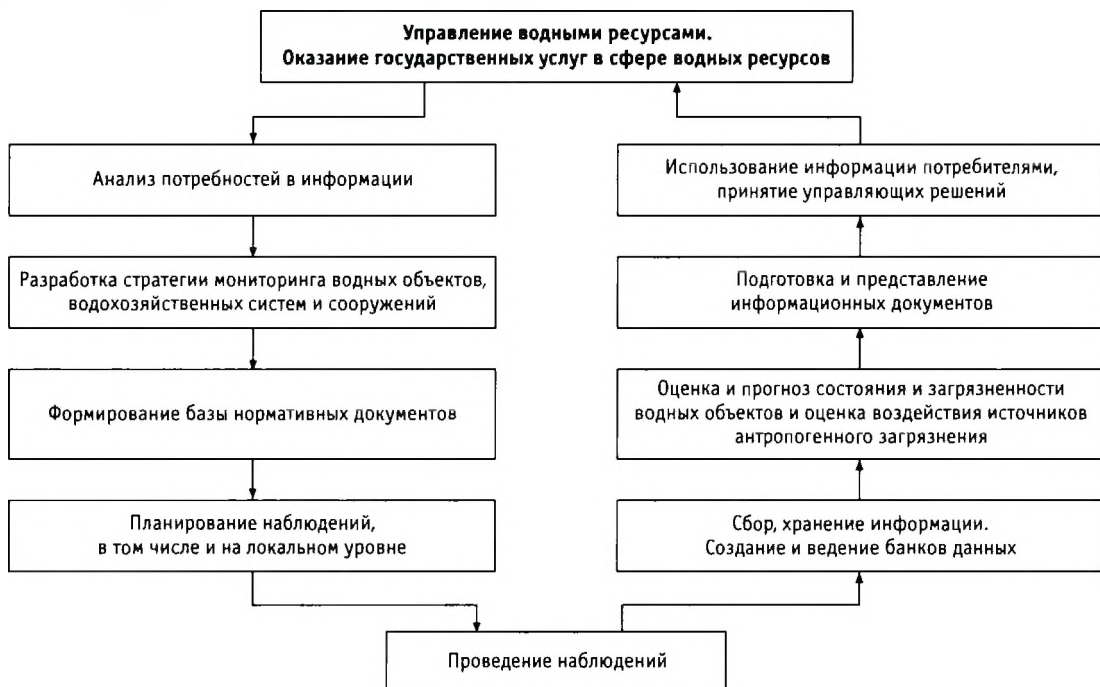 Управление водными ресурсами.
Оказание государственных услуг в сфере водных ресурсов
Анализ потребностей в информации
Разработка стратегии мониторинга водных объектов,
водохозяйственных систем и сооружений
Формирование базы нормативных документов
Планирование наблюдений,
в том числе и на локальном уровне
Проведение наблюдений
Сбор, хранение информации.
Создание и ведение банков данных
Оценка и прогноз состояния и загрязненности
водных объектов и оценка воздействия источников
антропогенного загрязнения
Подготовка и представление
информационных документов
Использование информации потребителями,
принятие управляющих решений